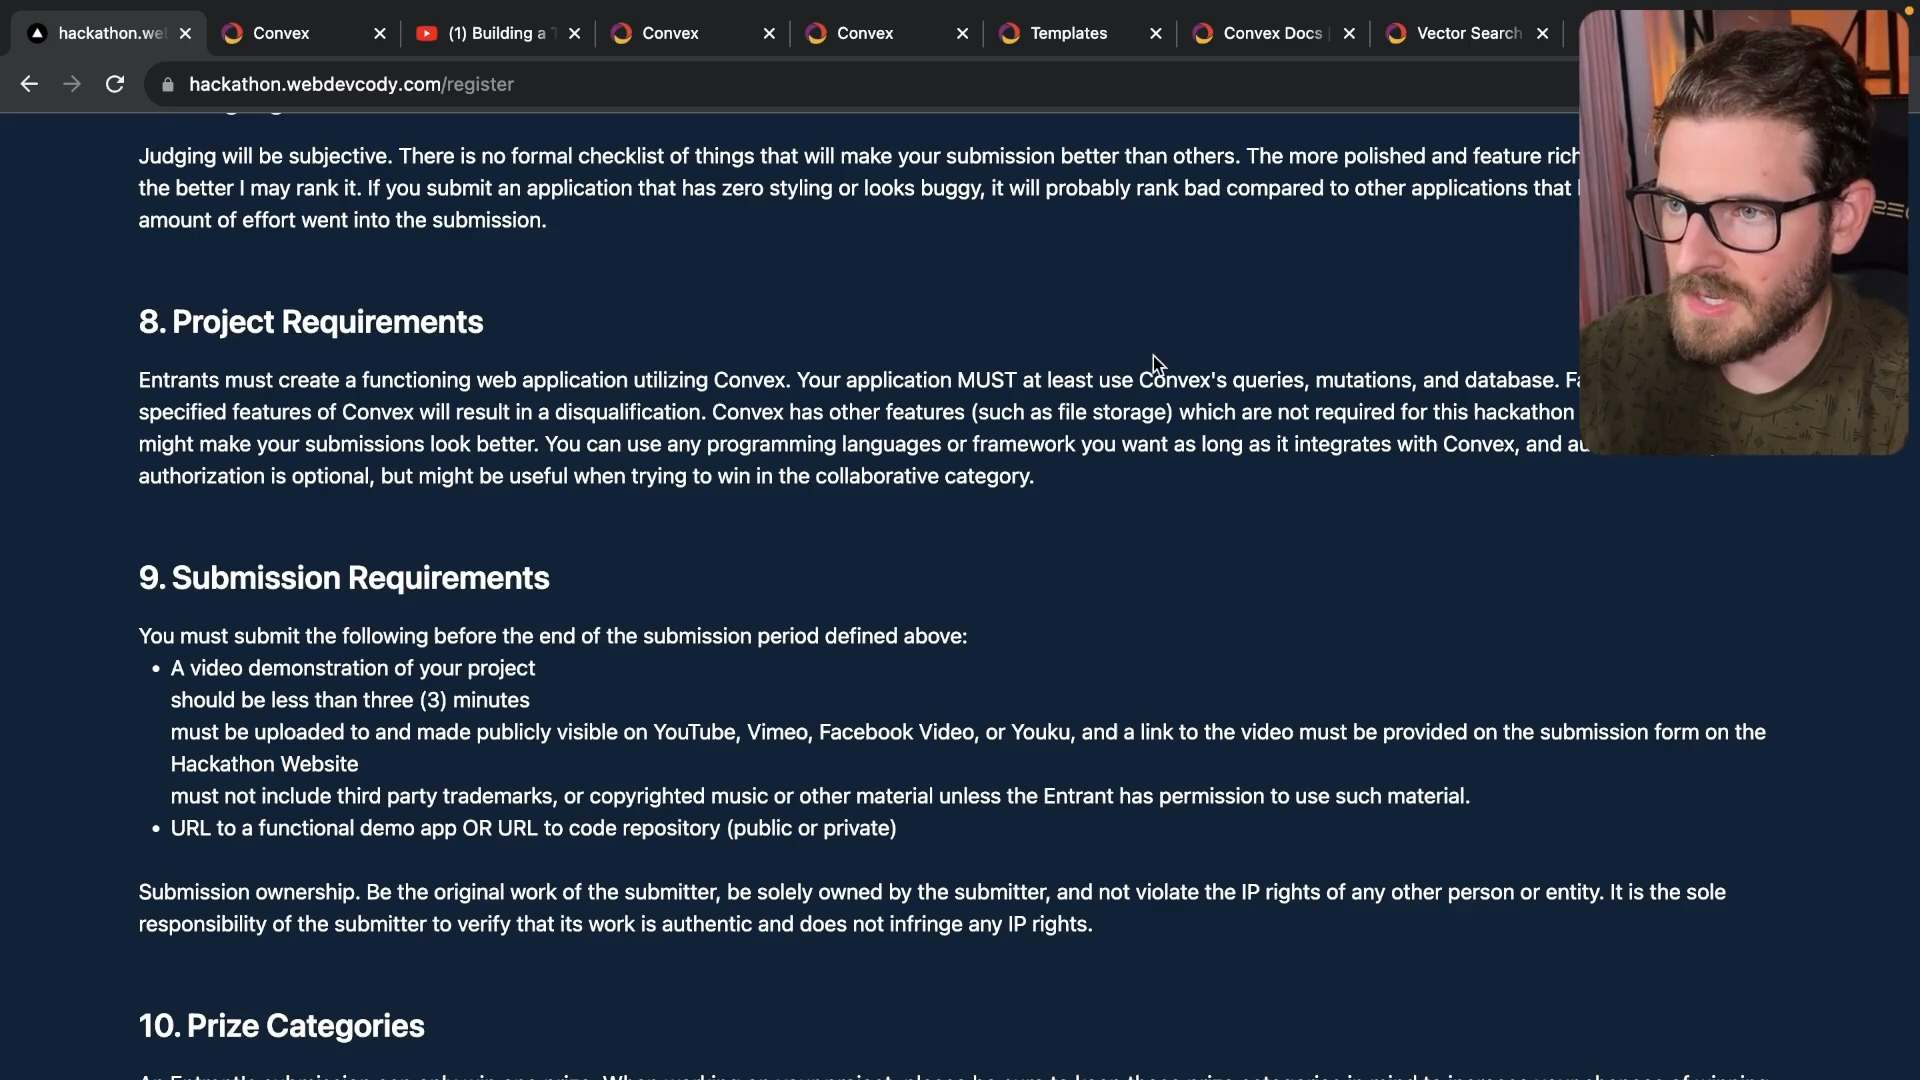 hackathon.we
Convex
(1) Building a
Convex
Convex
Templates
Convex Docs
Vector Search
hackathon.webdevcody.com/register
Judging will be subjective. There is no formal checklist of things that will make your submission better than others. The more polished and feature rich
the better I may rank it. If you submit an application that has zero styling or looks buggy, it will probably rank bad compared to other applications that
amount of effort went into the submission.
8. Project Requirements
Entrants must create a functioning web application utilizing Convex. Your application MUST at least use Convex's queries, mutations, and database.
specified features of Convex will result in a disqualification. Convex has other features (such as file storage) which are not required for this hackathon
might make your submissions look better. You can use any programming languages or framework you want as long as it integrates with Convex, and
authorization is optional, but might be useful when trying to win in the collaborative category.
9. Submission Requirements
You must submit the following before the end of the submission period defined above:
• A video demonstration of your project
should be less than three (3) minutes
must be uploaded to and made publicly visible on YouTube, Vimeo, Facebook Video, or Youku, and a link to the video must be provided on the submission form on the
Hackathon Website
must not include third party trademarks, or copyrighted music or other material unless the Entrant has permission to use such material.
• URL to a functional demo app OR URL to code repository (public or private)
Submission ownership. Be the original work of the submitter, be solely owned by the submitter, and not violate the IP rights of any other person or entity. It is the sole
responsibility of the submitter to verify that its work is authentic and does not infringe any IP rights.
10. Prize Categories